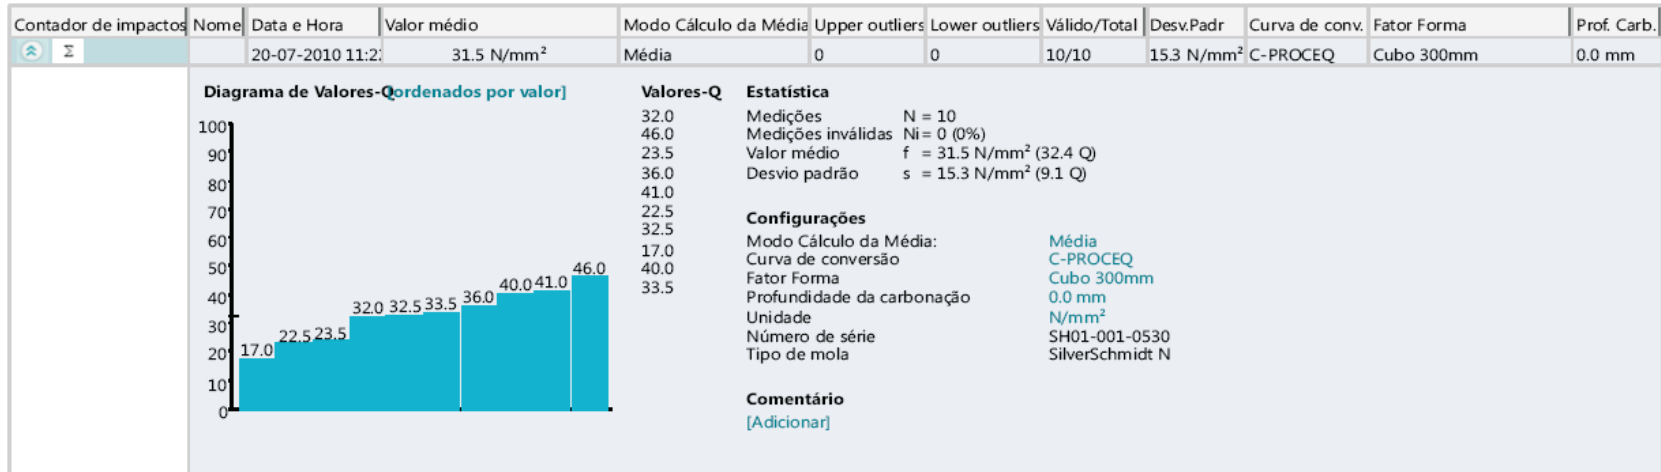 Contador de impactos Nome Data e Hora Valor médio Modo Cálculo da Média Upper outliers Lower outliers Válido/Total Desv.Padr Curva de conv. Fator Forma Prof. Carb.
Σ 20-07-2010 11:2 31.5 N/mm² Média 0 0 10/10 15.3 N/mm² C-PROCEQ Cubo 300mm 0.0 mm
Diagrama de Valores-Q ordenados por valor]
100
90
80
70
60
50
40
30
20
10
0
17.0 22.5 23.5 32.0 32.5 33.5 36.0 40.0 41.0 46.0
Valores-Q
32.0
46.0
23.5
36.0
41.0
22.5
32.5
17.0
40.0
33.5
Estatística
Medições N = 10
Medições inválidas Ni = 0 (0%)
Valor médio f = 31.5 N/mm² (32.4 Q)
Desvio padrão s = 15.3 N/mm² (9.1 Q)
Configurações
Modo Cálculo da Média: Média
Curva de conversão C-PROCEQ
Fator Forma Cubo 300mm
Profundidade da carbonação 0.0 mm
Unidade N/mm²
Número de série SH01-001-0530
Tipo de mola SilverSchmidt N
Comentário
[Adicionar]